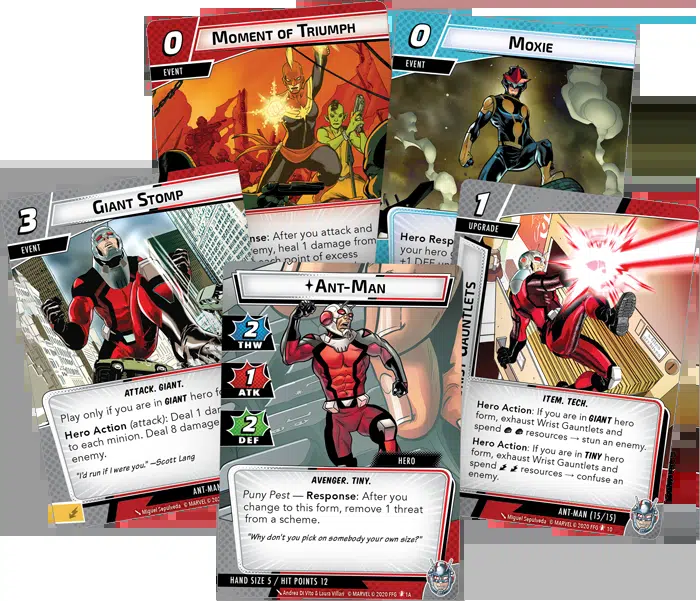 0
MOMENT OF TRIUMPH
EVENT
nse: After you attack and
emy, heal 1 damage from
each point of excess
0
MOXIE
EVENT
Hero Resp
your hero
+1 DEF
3
GIANT STOMP
EVENT
ATTACK. GIANT.
Play only if you are in GIANT hero f
Hero Action (attack): Deal 1 da
to each minion. Deal 8 damage
enemy.
"I'd run if I were you." —Scott Lang
ANT-MA
Miguel Sepulveda © MARVEL © 2020
ANT-MAN
2
THW
1
ATK
2
DEF
HERO
AVENGER. TINY.
Puny Pest — Response: After you
change to this form, remove 1 threat
from a scheme.
"Why don't you pick on somebody your own size?"
HAND SIZE 5 / HIT POINTS 12
Andrea Di Vito & Laura Villari © MARVEL © 2020 FFG 1A
1
UPGRADE
GAUNTLETS
ITEM. TECH.
Hero Action: If you are in GIANT hero
form, exhaust Wrist Gauntlets and
spend resources → stun an enemy.
Hero Action: If you are in TINY hero
form, exhaust Wrist Gauntlets and
spend resources → confuse an
enemy.
ANT-MAN (15/15)
Miguel Sepulveda © MARVEL © 2020 FFG 10